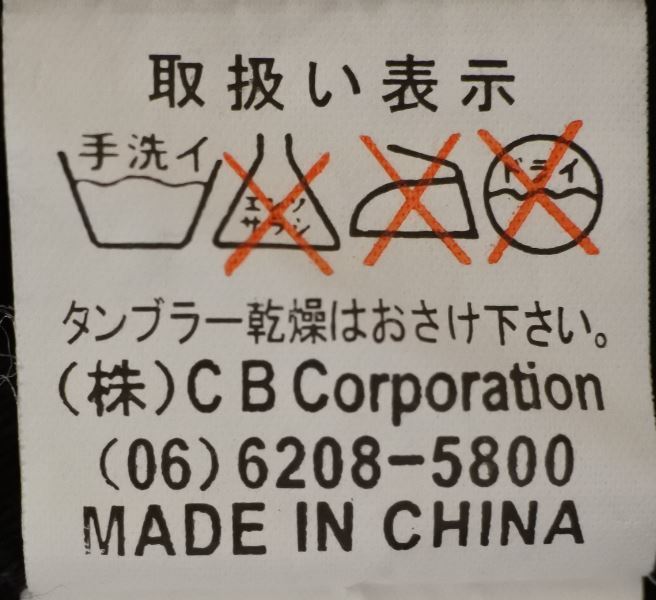 取扱い表示
手洗イ
エンソ
サラシ
ドライ
タンブラー乾燥はおさけ下さい。
(株)CB Corporation
(06)6208-5800
MADE IN CHINA